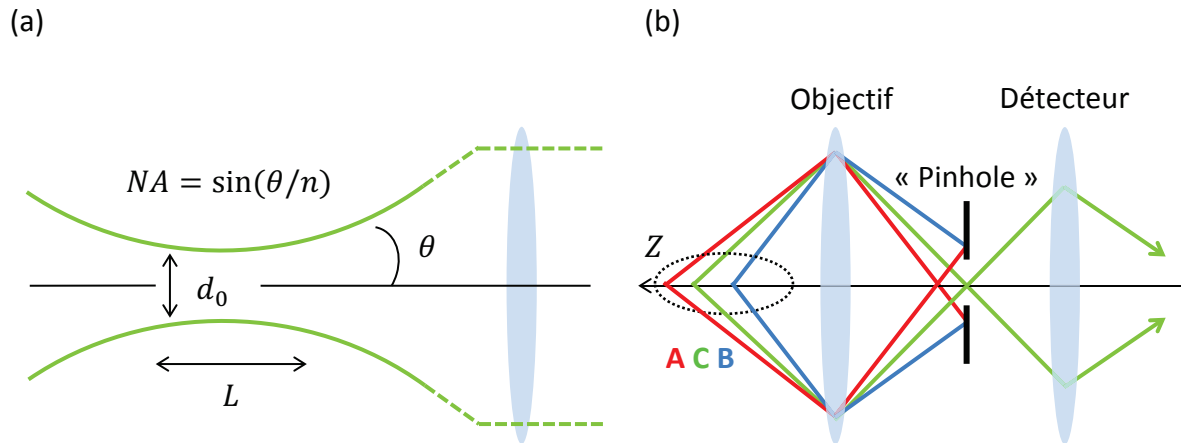 (a)
NA = sin(θ/n)
θ
d₀
L
(b)
Objectif
Détecteur
« Pinhole »
Z
A C B